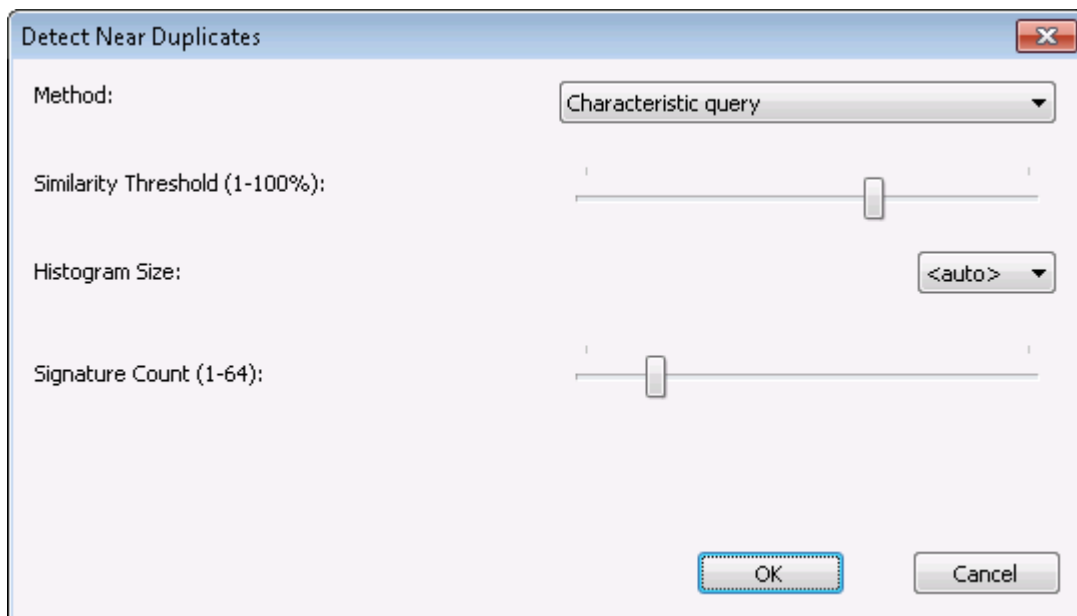 Detect Near Duplicates
Method:
Characteristic query
Similarity Threshold (1-100%):
Histogram Size:
<auto>
Signature Count (1-64):
OK
Cancel